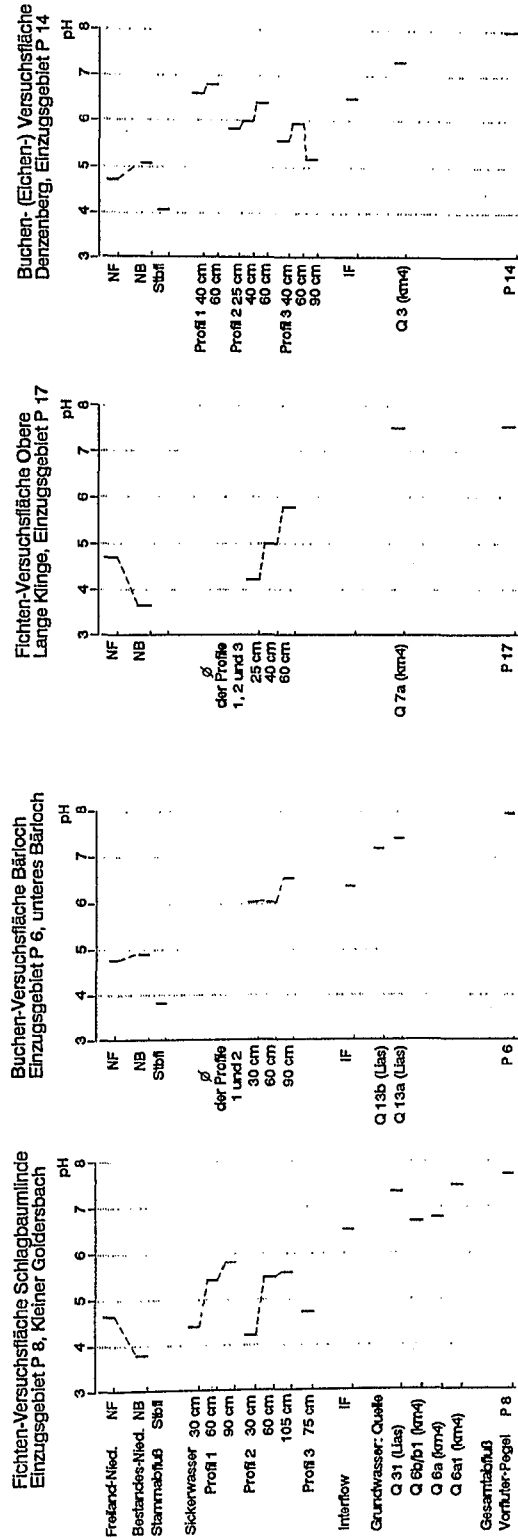 Fichten-Versuchsfläche Schlagbaumlinde
Einzugsgebiet P 8, Kleiner Goldersbach
pH
3 4 5 6 7 8
Freiland-Nied. NF
Bestandes-Nied. NB
Stammabfluß Stbfl
Sickerwasser 30 cm
Profil 1 60 cm
90 cm
Profil 2 30 cm
60 cm
105 cm
Profil 3 75 cm
Interflow IF
Grundwasser: Quelle
Q 31 (Lias)
Q 6b/b1 (km4)
Q 6a (km4)
Q 6a1 (km4)
Gesamtabfluß
Vorfluter-Pegel P 8
Buchen-Versuchsfläche Bärloch
Einzugsgebiet P 6, unteres Bärloch
pH
3 4 5 6 7 8
NF
NB
Stbfl
Ø
der Profile
1 und 2
30 cm
60 cm
90 cm
IF
Q 13b (Lias)
Q 13a (Lias)
P 6
Fichten-Versuchsfläche Obere
Lange Klinge, Einzugsgebiet P 17
pH
3 4 5 6 7 8
NF
NB
Ø
der Profile
1, 2 und 3
25 cm
40 cm
60 cm
Q 7a (km4)
P 17
Buchen- (Eichen-) Versuchsfläche
Denzenberg, Einzugsgebiet P 14
pH
3 4 5 6 7 8
NF
NB
Stbfl
Profil 1 40 cm
60 cm
Profil 2 25 cm
40 cm
60 cm
Profil 3 40 cm
60 cm
90 cm
IF
Q 3 (km4)
P 14